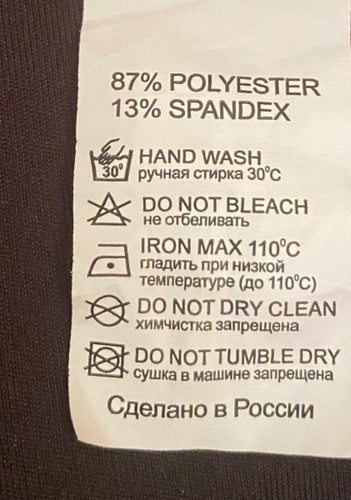 87% POLYESTER
13% SPANDEX
30°
HAND WASH
ручная стирка 30°C
DO NOT BLEACH
не отбеливать
IRON MAX 110°C
гладить при низкой
температуре (до 110°C)
DO NOT DRY CLEAN
химчистка запрещена
DO NOT TUMBLE DRY
сушка в машине запрещена
Сделано в России